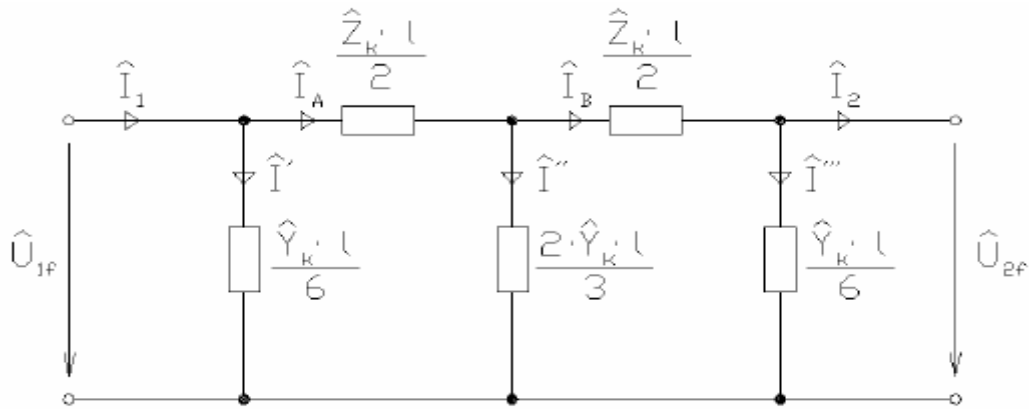 Ẑk· l / 2
Ẑk· l / 2
Î1
ÎA
ÎB
Î2
Î′
Î″
Î‴
Û1f
Ŷk· l / 6
2·Ŷk· l / 3
Ŷk· l / 6
Û2f